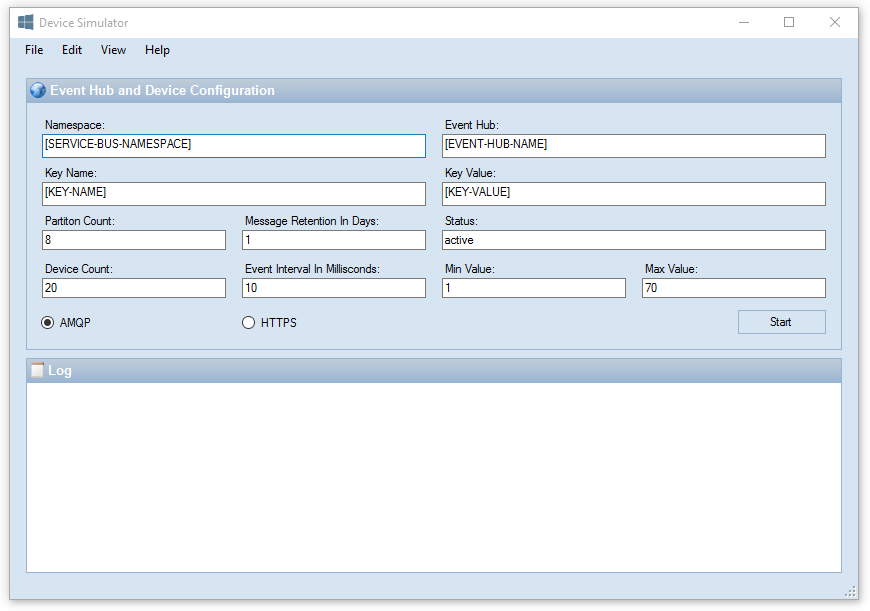 Device Simulator
File Edit View Help
Event Hub and Device Configuration
Namespace: Event Hub:
[SERVICE-BUS-NAMESPACE] [EVENT-HUB-NAME]
Key Name: Key Value:
[KEY-NAME] [KEY-VALUE]
Partiton Count: Message Retention In Days: Status:
8 1 active
Device Count: Event Interval In Millisconds: Min Value: Max Value:
20 10 1 70
AMQP HTTPS Start
Log